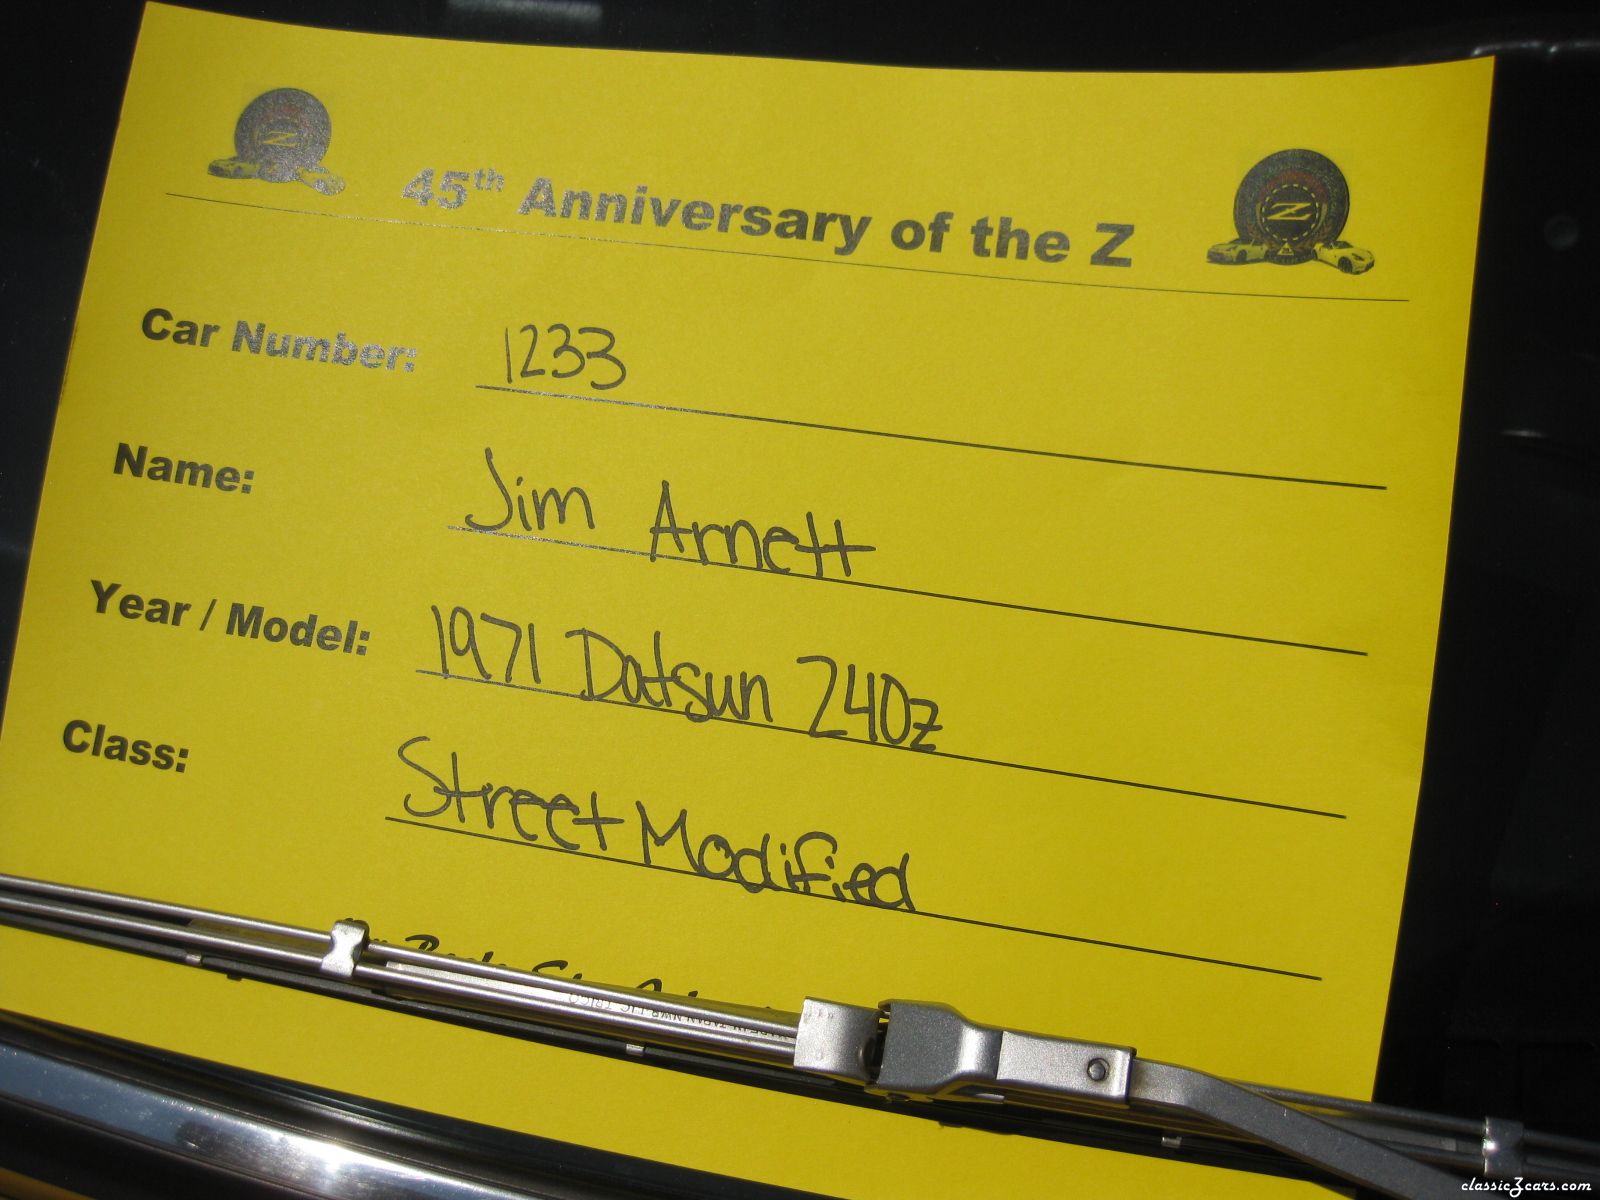 45th Anniversary of the Z
Car Number: 1233
Name: Jim Arnett
Year / Model: 1971 Datsun 240z
Class: Street Modified
classicZcars.com